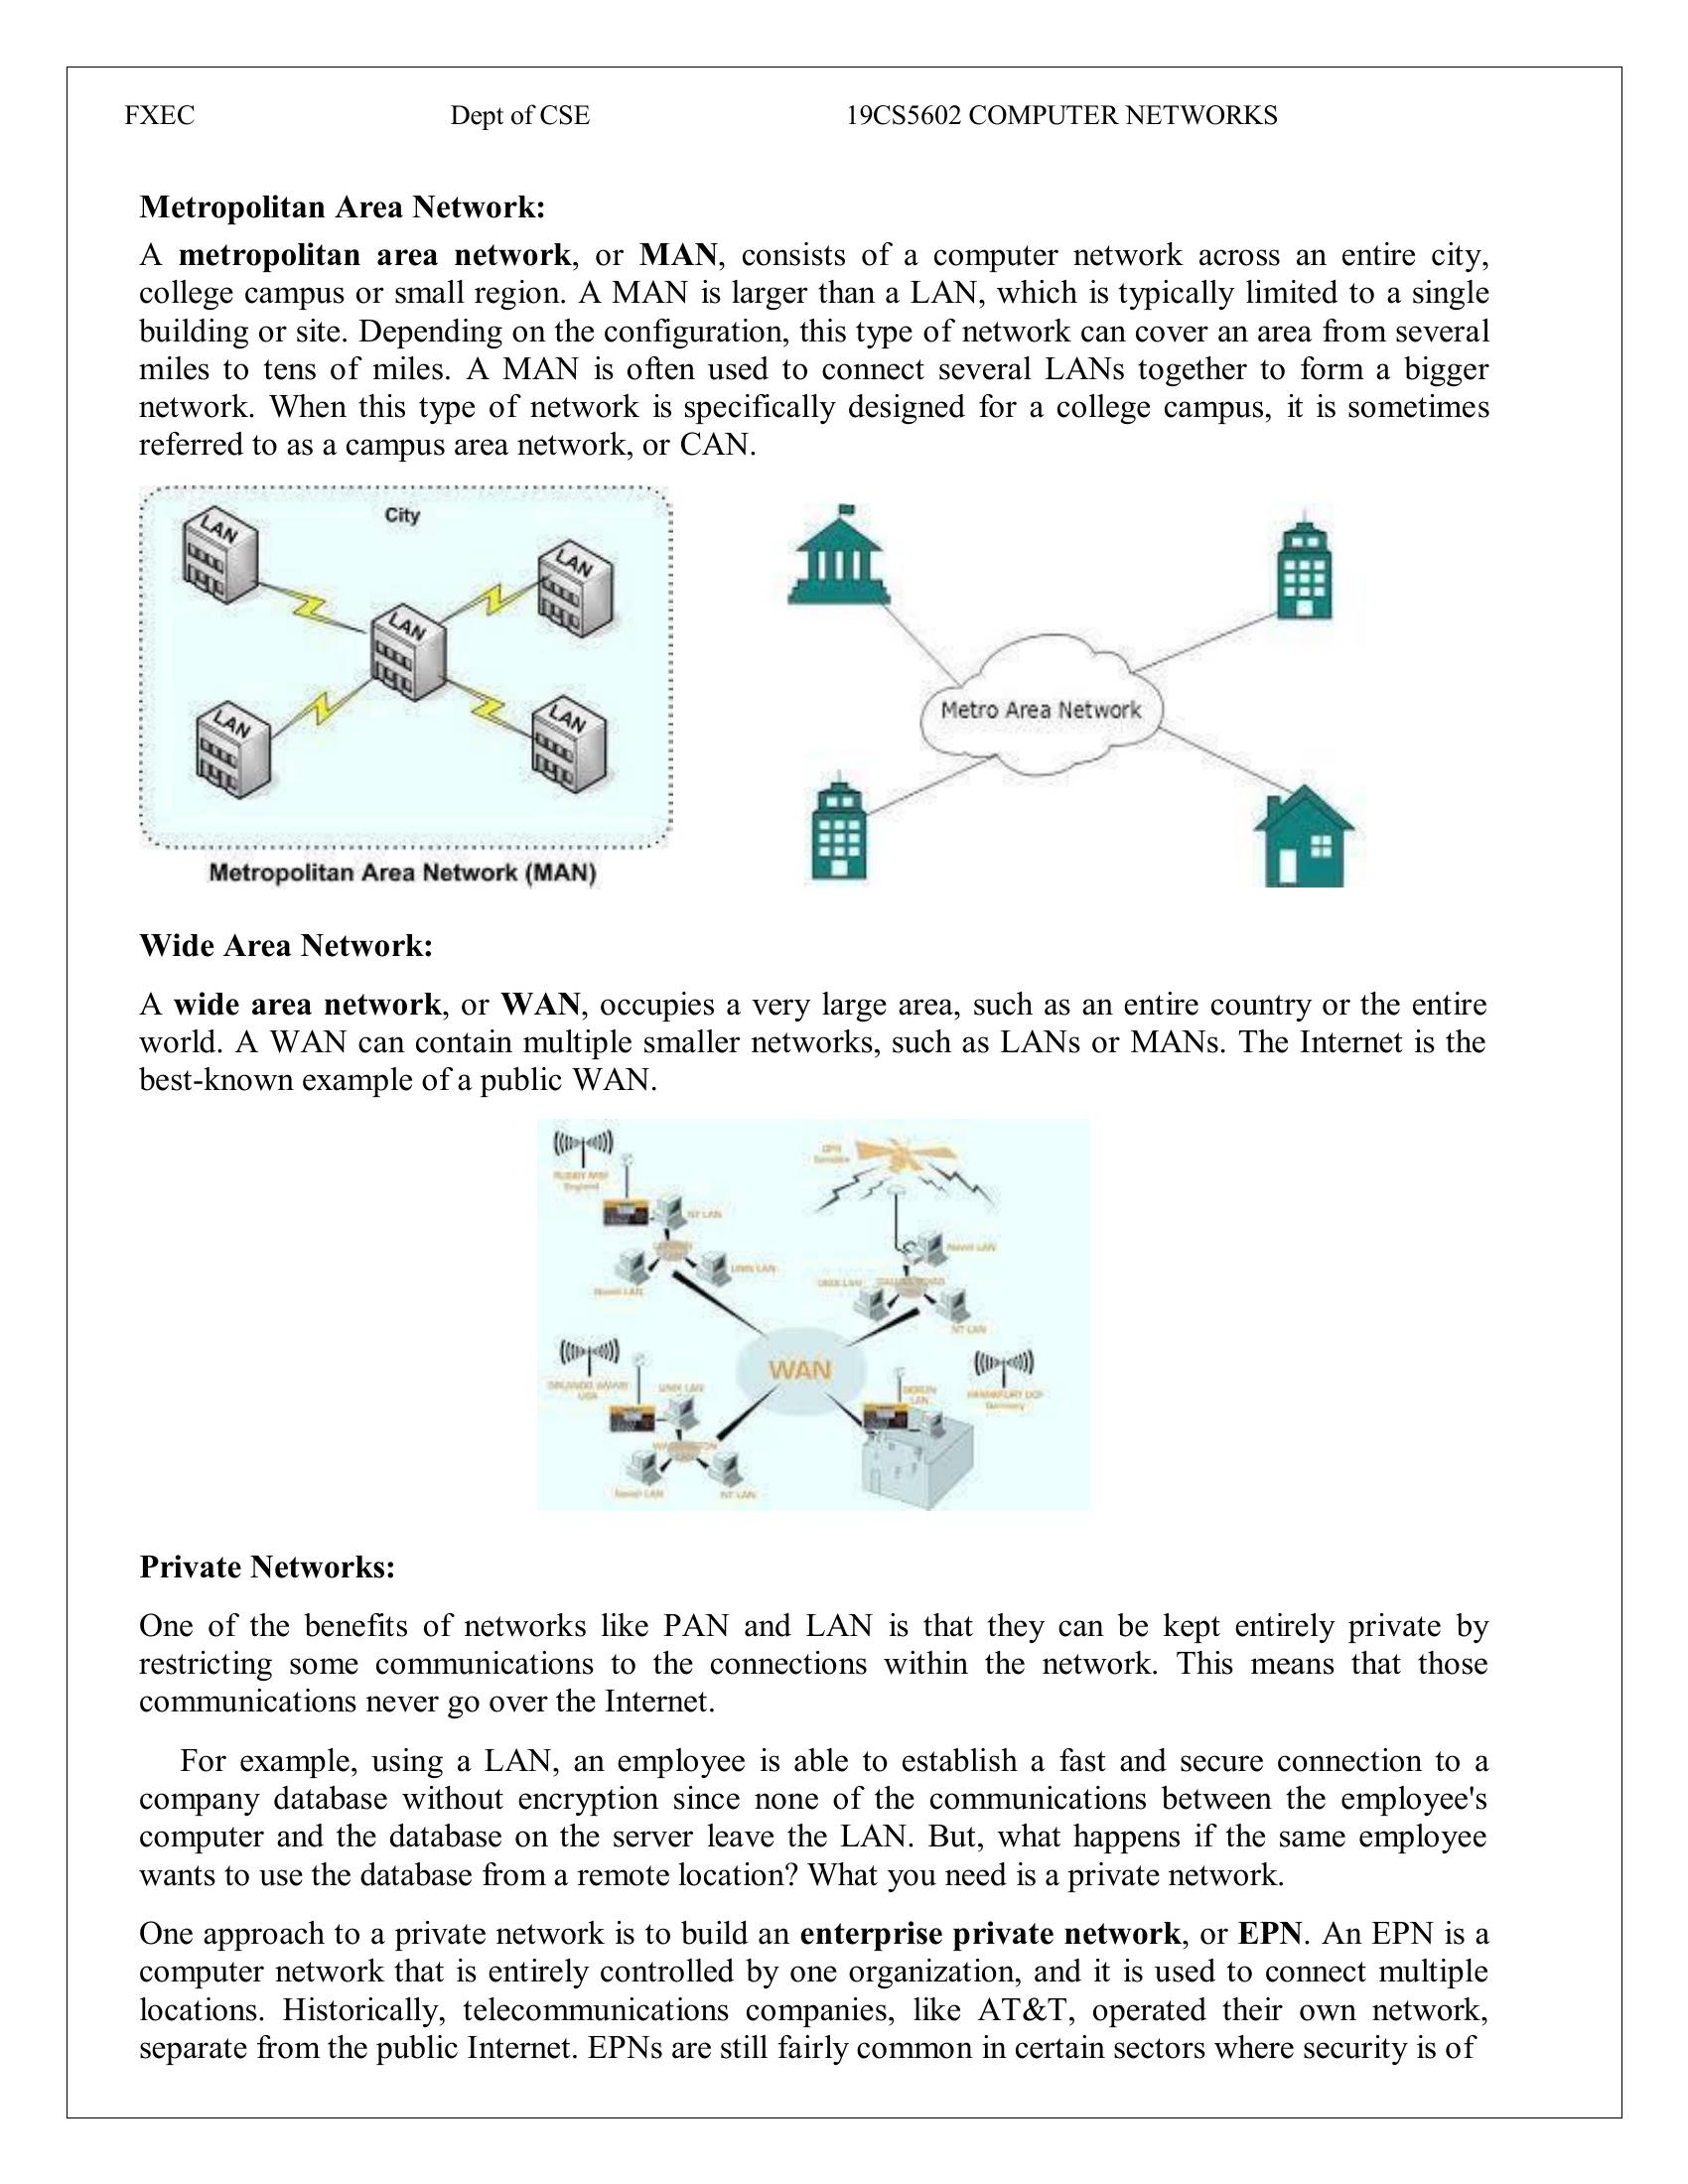 FXEC Dept of CSE 19CS5602 COMPUTER NETWORKS
Metropolitan Area Network:
A metropolitan area network, or MAN, consists of a computer network across an entire city,
college campus or small region. A MAN is larger than a LAN, which is typically limited to a single
building or site. Depending on the configuration, this type of network can cover an area from several
miles to tens of miles. A MAN is often used to connect several LANs together to form a bigger
network. When this type of network is specifically designed for a college campus, it is sometimes
referred to as a campus area network, or CAN.
City
LAN
LAN
LAN
LAN
LAN
Metropolitan Area Network (MAN)
Metro Area Network
Wide Area Network:
A wide area network, or WAN, occupies a very large area, such as an entire country or the entire
world. A WAN can contain multiple smaller networks, such as LANs or MANs. The Internet is the
best-known example of a public WAN.
England
NT LAN
UNIX LAN
Novell LAN
Novell LAN
UNIX LAN
NT LAN
WAN
USA
UNIX LAN
LAN
Germany
Novell LAN
NT LAN
Private Networks:
One of the benefits of networks like PAN and LAN is that they can be kept entirely private by
restricting some communications to the connections within the network. This means that those
communications never go over the Internet.
For example, using a LAN, an employee is able to establish a fast and secure connection to a
company database without encryption since none of the communications between the employee's
computer and the database on the server leave the LAN. But, what happens if the same employee
wants to use the database from a remote location? What you need is a private network.
One approach to a private network is to build an enterprise private network, or EPN. An EPN is a
computer network that is entirely controlled by one organization, and it is used to connect multiple
locations. Historically, telecommunications companies, like AT&T, operated their own network,
separate from the public Internet. EPNs are still fairly common in certain sectors where security is of